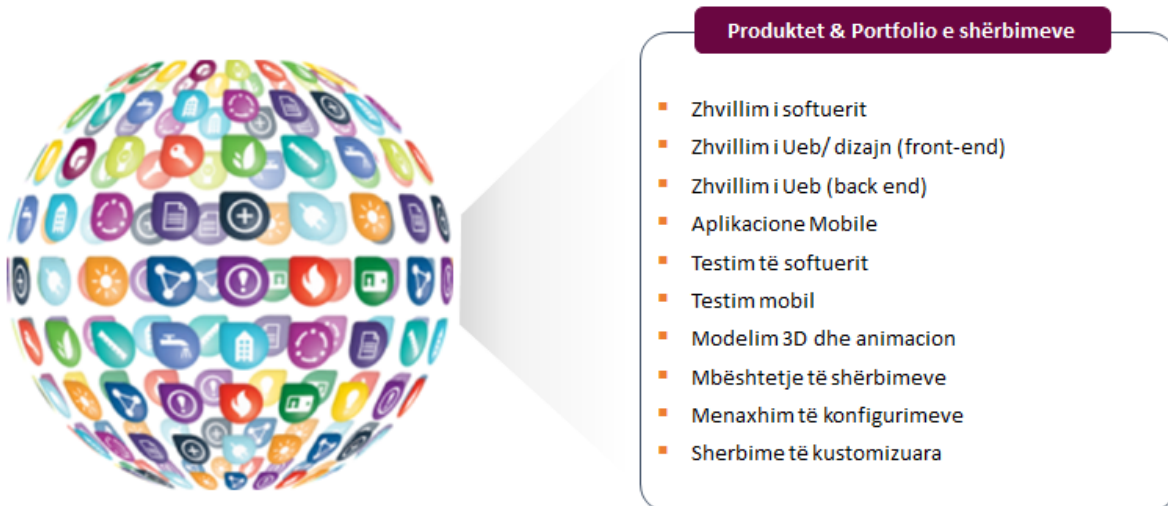 Produktet & Portfolio e shërbimeve
Zhvillim i softuerit
Zhvillim i Ueb/ dizajn (front-end)
Zhvillim i Ueb (back end)
Aplikacione Mobile
Testim të softuerit
Testim mobil
Modelim 3D dhe animacion
Mbështetje të shërbimeve
Menaxhim të konfigurimeve
Sherbime të kustomizuara